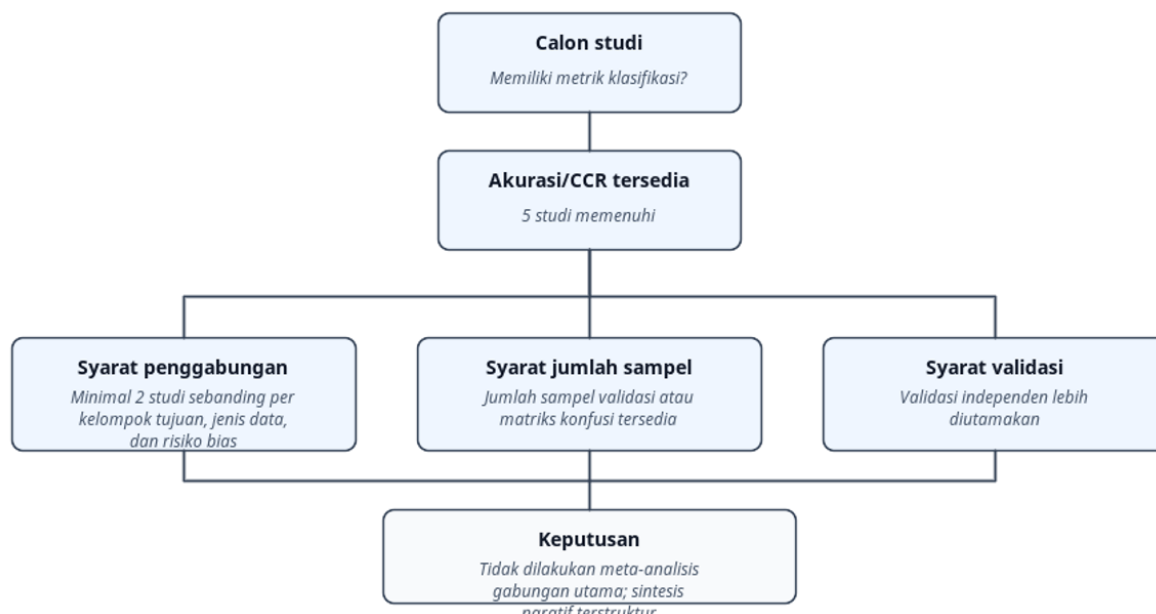 Calon studi
Memiliki metrik klasifikasi?
Akurasi/CCR tersedia
5 studi memenuhi
Syarat penggabungan
Minimal 2 studi sebanding per
kelompok tujuan, jenis data,
dan risiko bias
Syarat jumlah sampel
Jumlah sampel validasi atau
matriks konfusi tersedia
Syarat validasi
Validasi independen lebih
diutamakan
Keputusan
Tidak dilakukan meta-analisis
gabungan utama; sintesis
naratif terstruktur